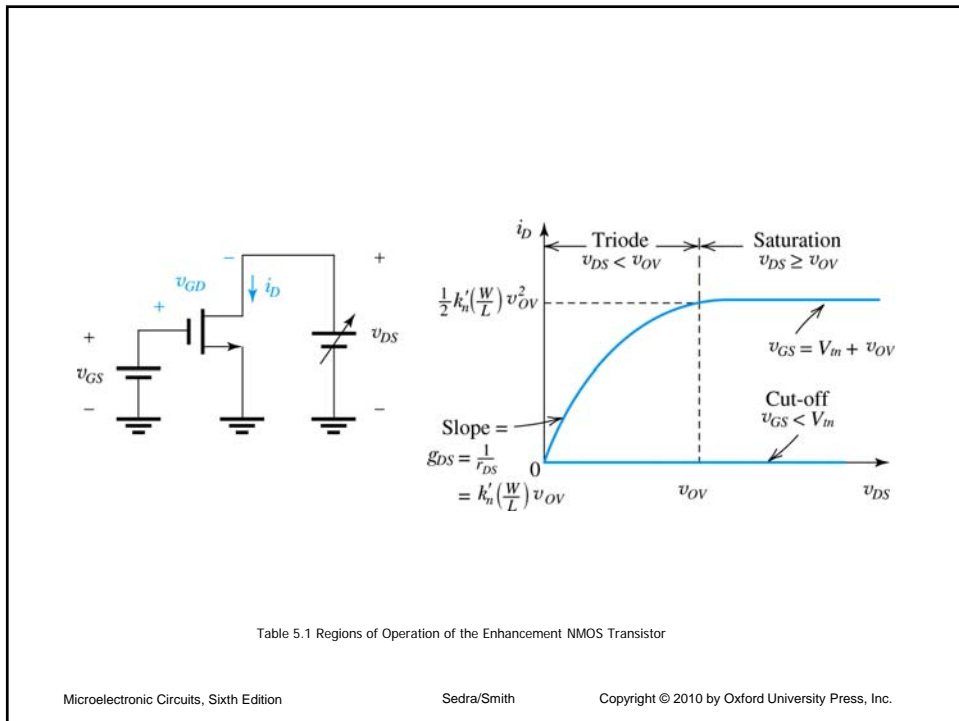 −
v_GD
i_D
+
+
v_GS
−
+
v_DS
−
i_D
Triode
v_DS < v_OV
Saturation
v_DS ≥ v_OV
½ k′_n (W/L) v²_OV
v_GS = V_tn + v_OV
Cut-off
v_GS < V_tn
Slope =
g_DS = 1/r_DS
= k′_n (W/L) v_OV
0
v_OV
v_DS
Table 5.1 Regions of Operation of the Enhancement NMOS Transistor
Microelectronic Circuits, Sixth Edition Sedra/Smith Copyright © 2010 by Oxford University Press, Inc.